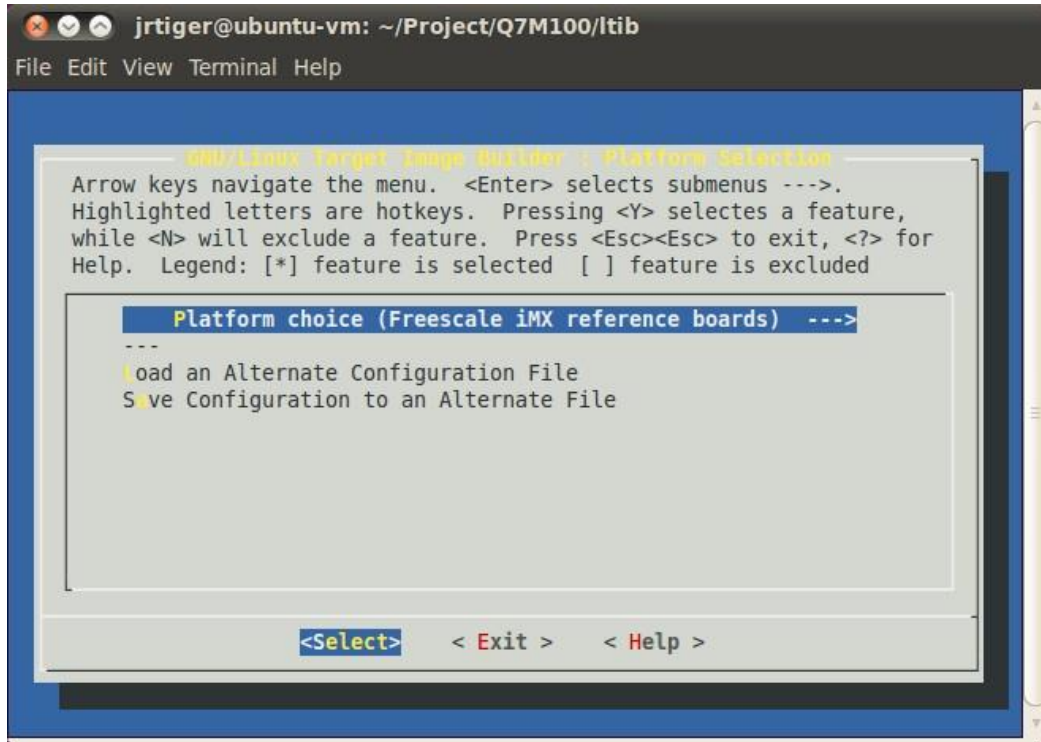 jrtiger@ubuntu-vm: ~/Project/Q7M100/ltib
File Edit View Terminal Help
GNU/Linux Target Image Builder : Platform Selection
Arrow keys navigate the menu. <Enter> selects submenus --->.
Highlighted letters are hotkeys. Pressing <Y> selectes a feature,
while <N> will exclude a feature. Press <Esc><Esc> to exit, <?> for
Help. Legend: [*] feature is selected [ ] feature is excluded
Platform choice (Freescale iMX reference boards) --->
---
Load an Alternate Configuration File
Save Configuration to an Alternate File
<Select> < Exit > < Help >